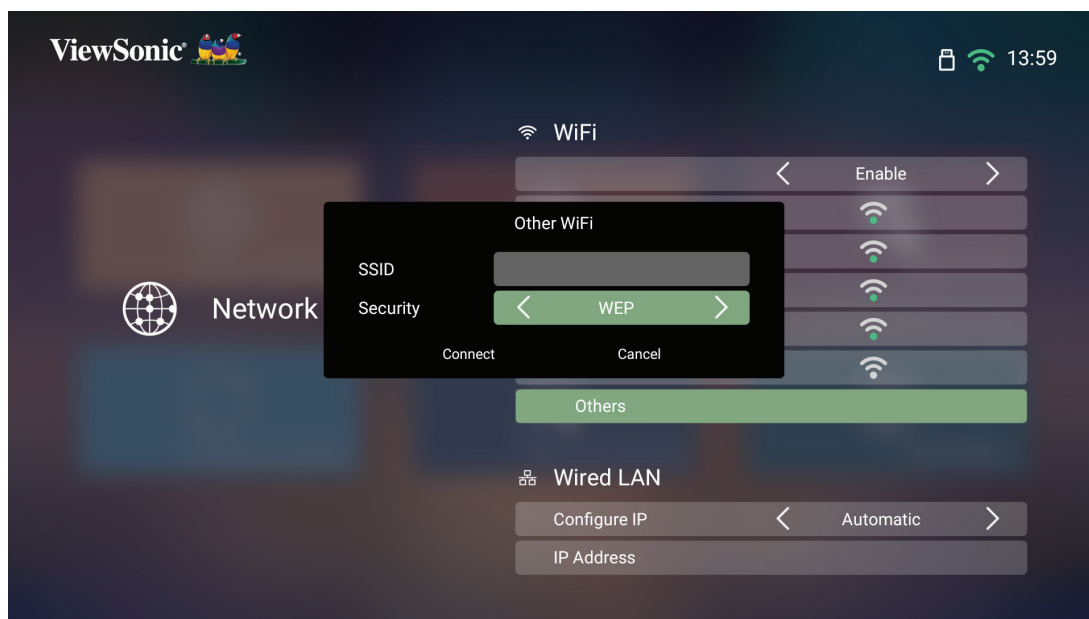 ViewSonic®
13:59
WiFi
Enable
Other WiFi
SSID
Network
Security
WEP
Connect
Cancel
Others
Wired LAN
Configure IP
Automatic
IP Address